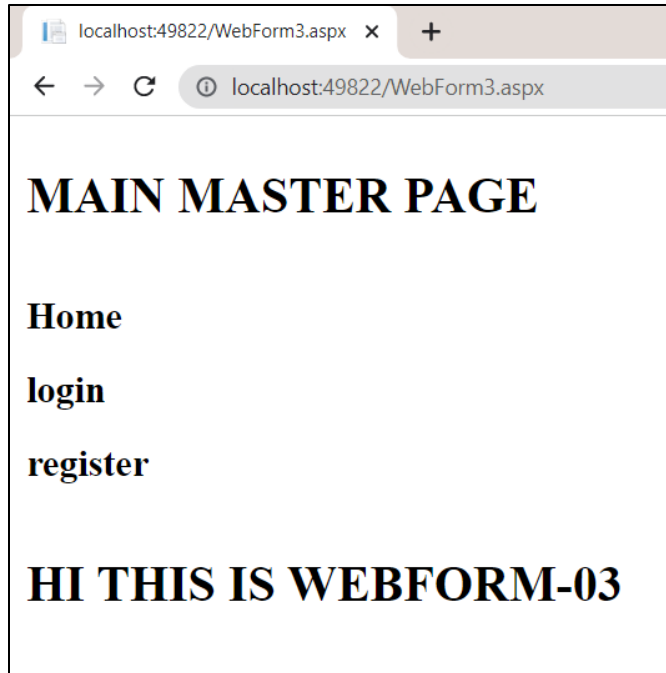 localhost:49822/WebForm3.aspx
localhost:49822/WebForm3.aspx
MAIN MASTER PAGE
Home
login
register
HI THIS IS WEBFORM-03